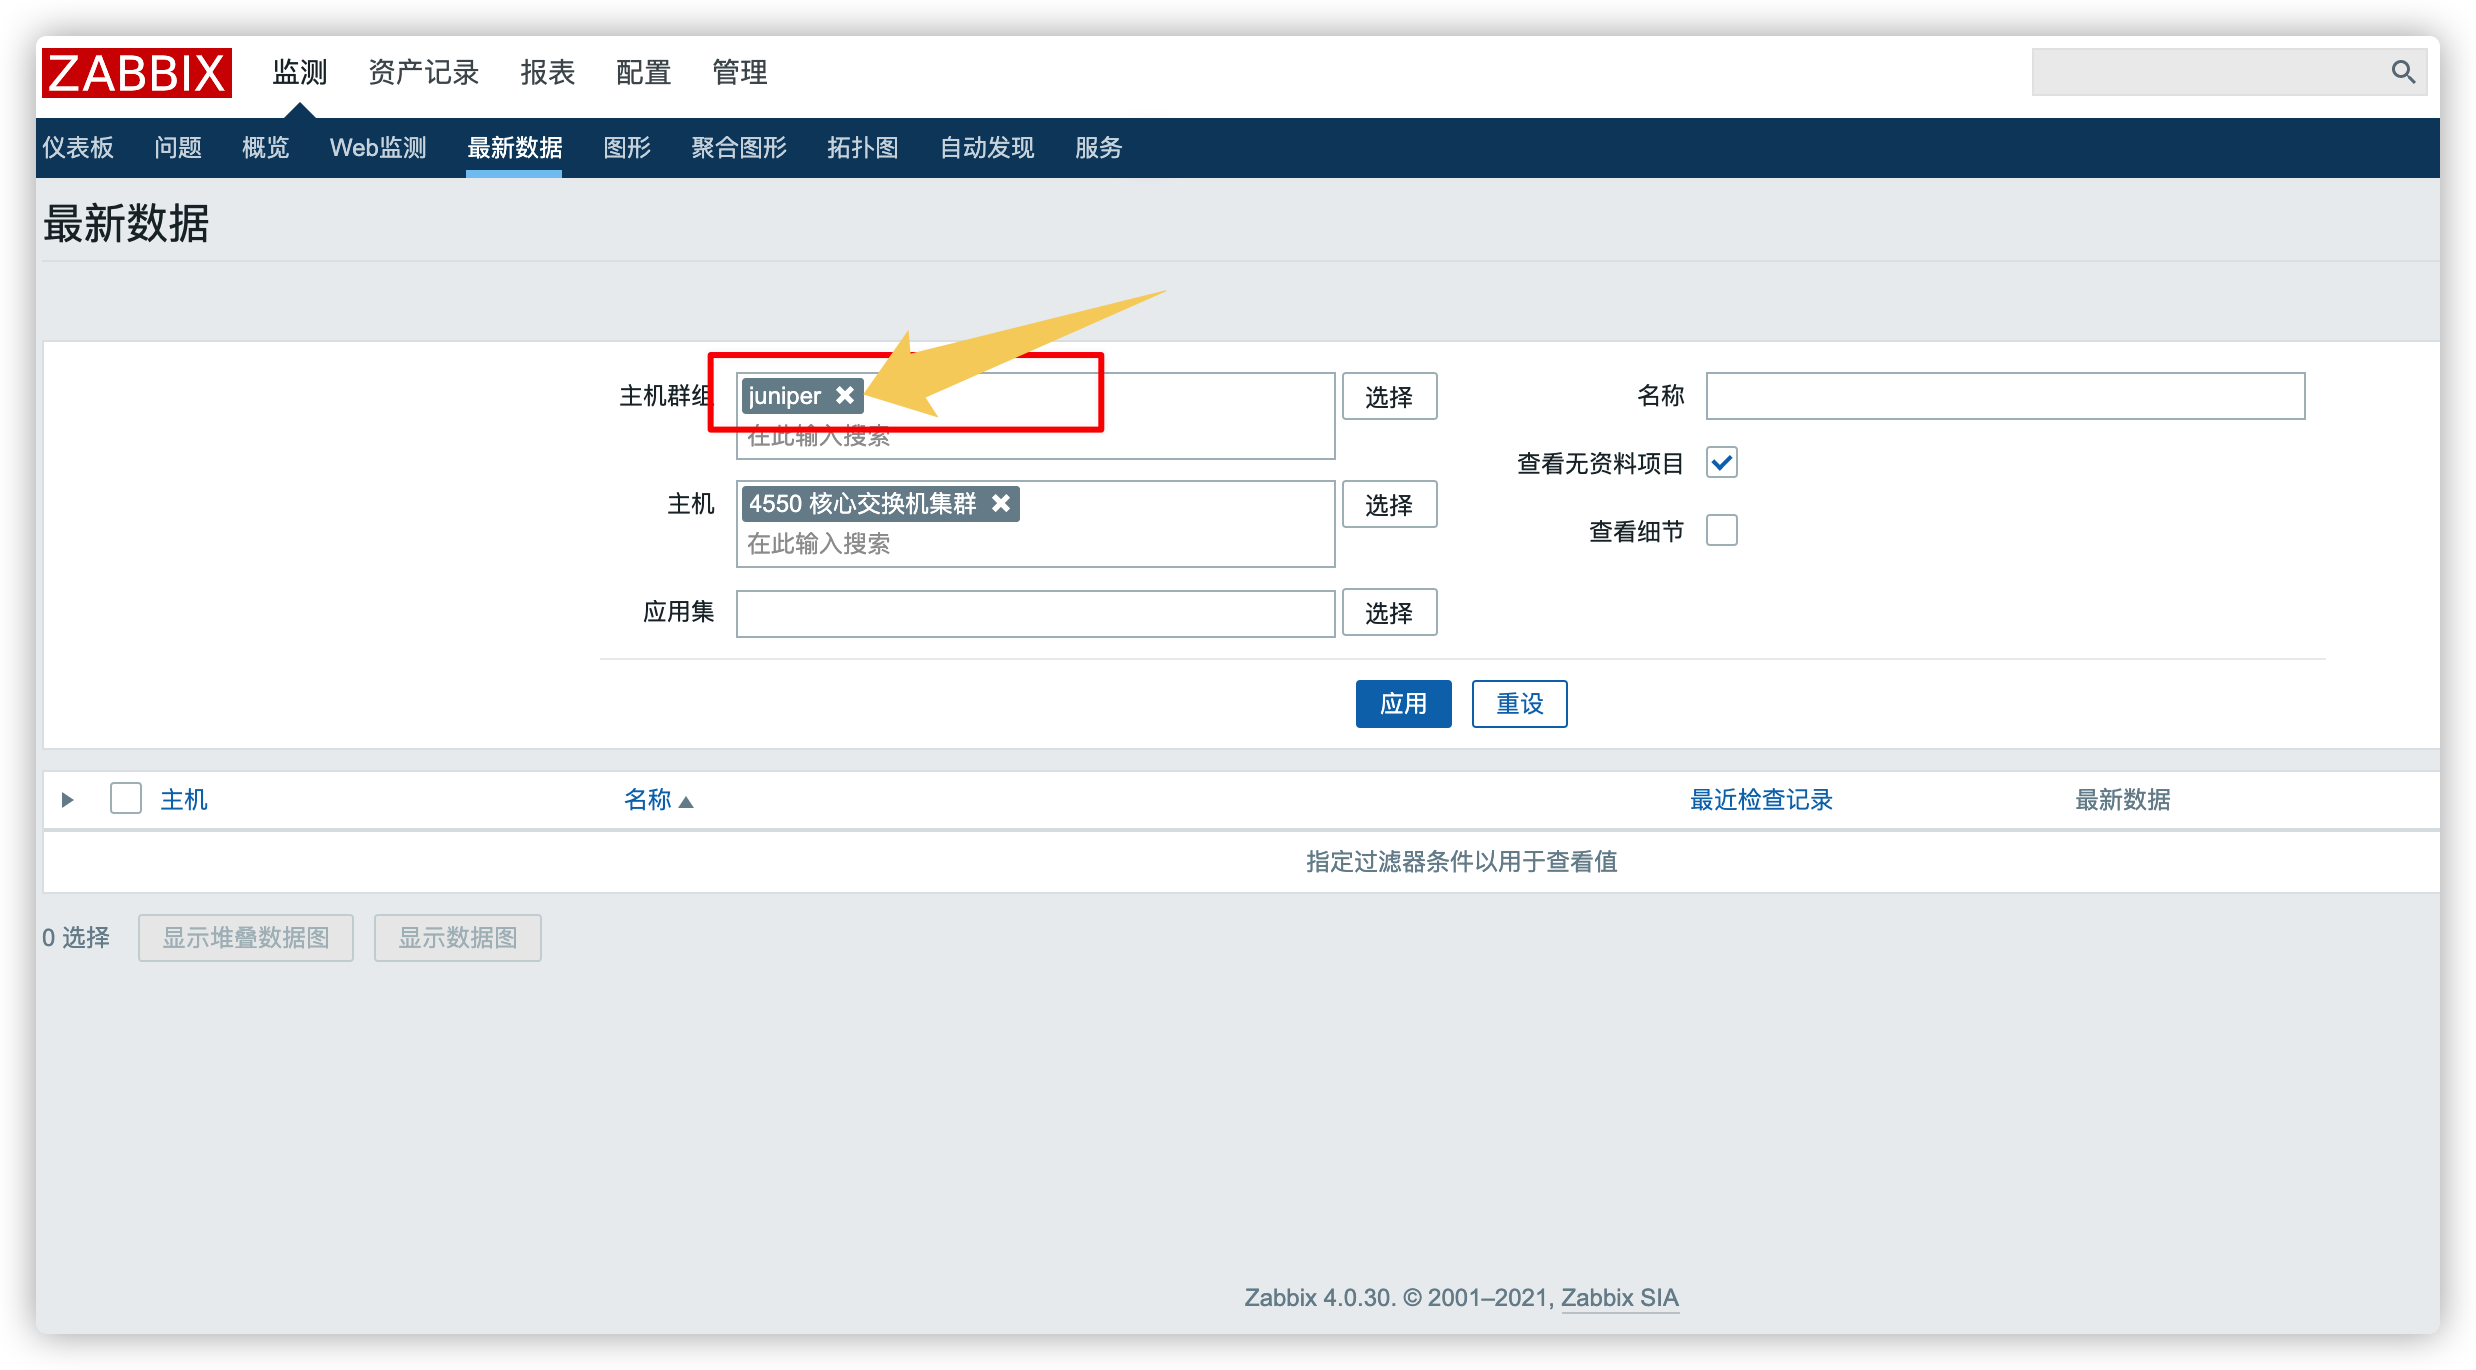 ZABBIX 监测 资产记录 报表 配置 管理
仪表板 问题 概览 Web监测 最新数据 图形 聚合图形 拓扑图 自动发现 服务
最新数据
主机群组 juniper 选择 名称
在此输入搜索
查看无资料项目
主机 4550 核心交换机集群 选择
查看细节
在此输入搜索
应用集 选择
应用 重设
主机 名称 最近检查记录 最新数据
指定过滤器条件以用于查看值
0 选择 显示堆叠数据图 显示数据图
Zabbix 4.0.30. © 2001–2021, Zabbix SIA